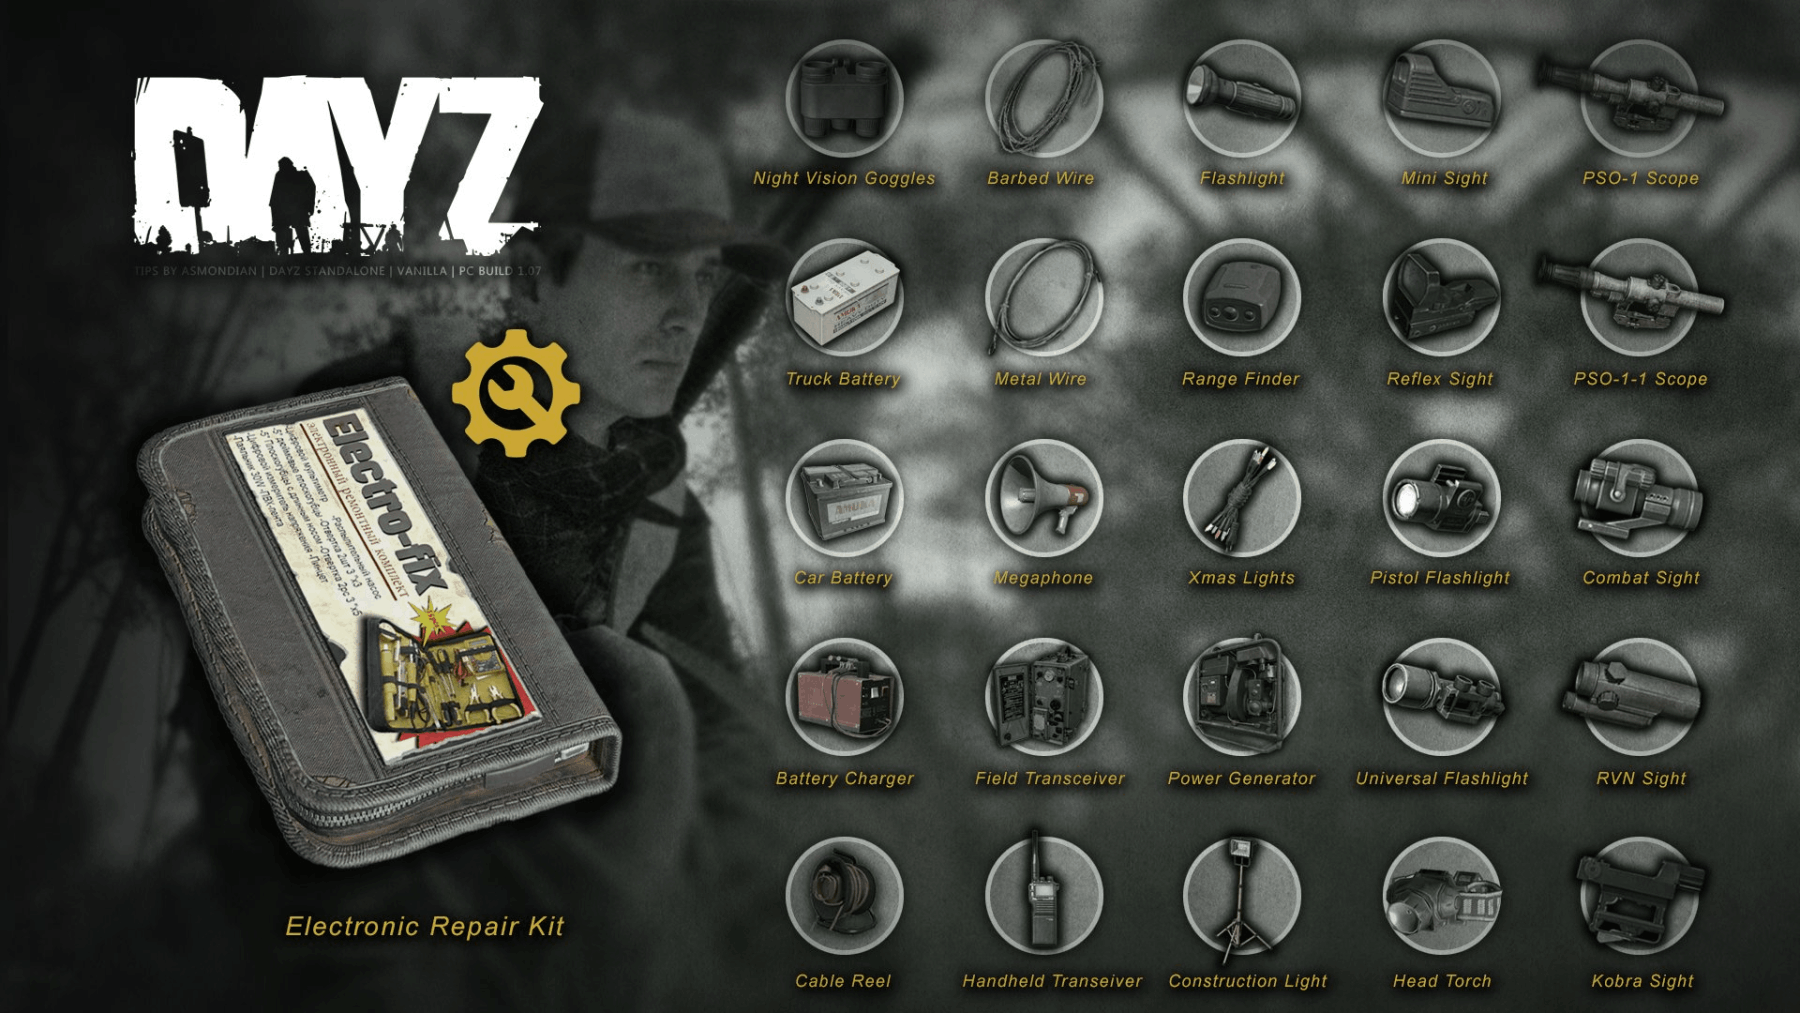 DAYZ
TIPS BY ASMONDIAN | DAYZ STANDALONE | VANILLA | PC BUILD 1.07
Electro-fix
электронный ремонтный комплект
Electronic Repair Kit
Night Vision Goggles
Barbed Wire
Flashlight
Mini Sight
PSO-1 Scope
Truck Battery
Metal Wire
Range Finder
Reflex Sight
PSO-1-1 Scope
Car Battery
Megaphone
Xmas Lights
Pistol Flashlight
Combat Sight
Battery Charger
Field Transceiver
Power Generator
Universal Flashlight
RVN Sight
Cable Reel
Handheld Transeiver
Construction Light
Head Torch
Kobra Sight